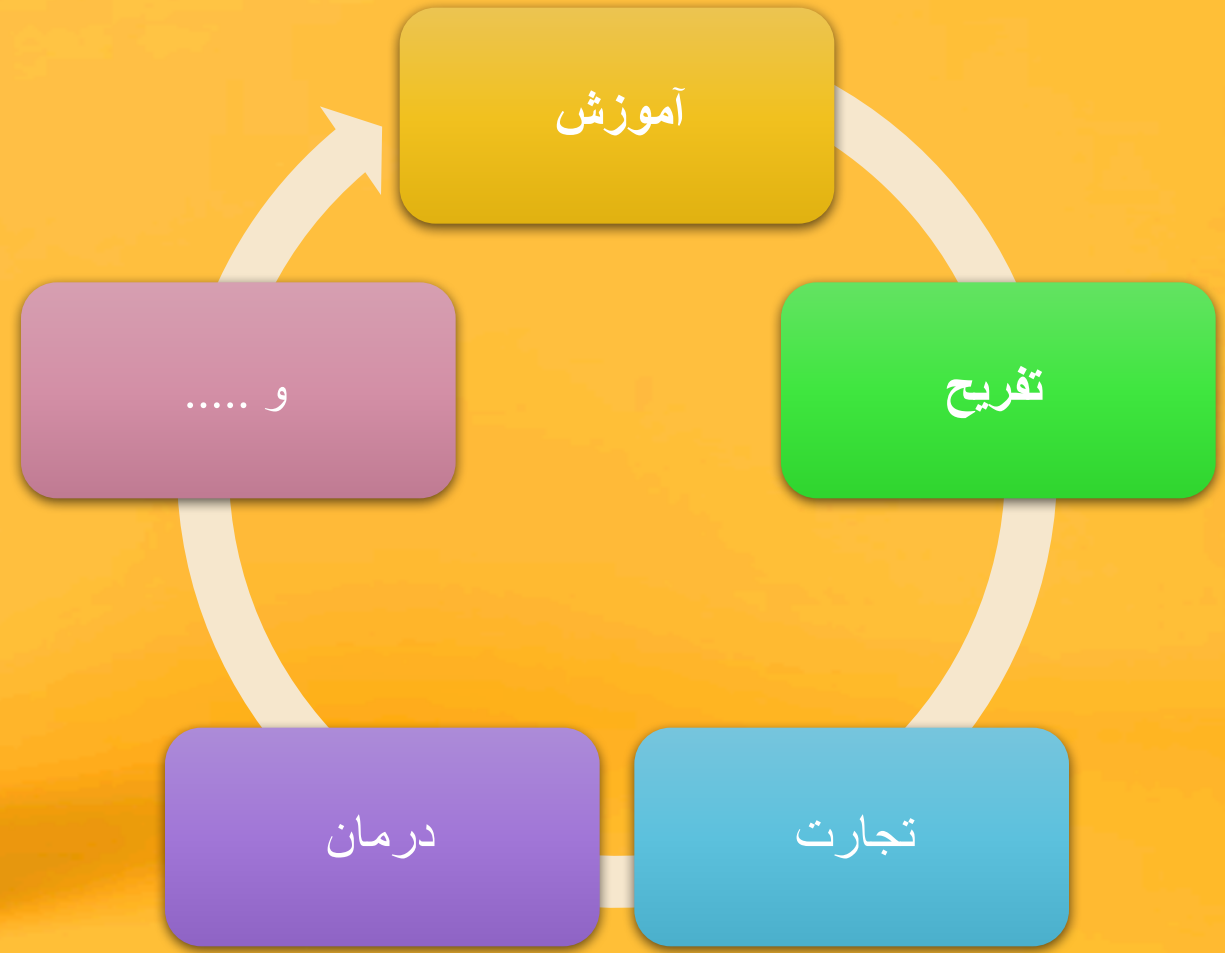 آموزش
تفریح
تجارت
درمان
و .....